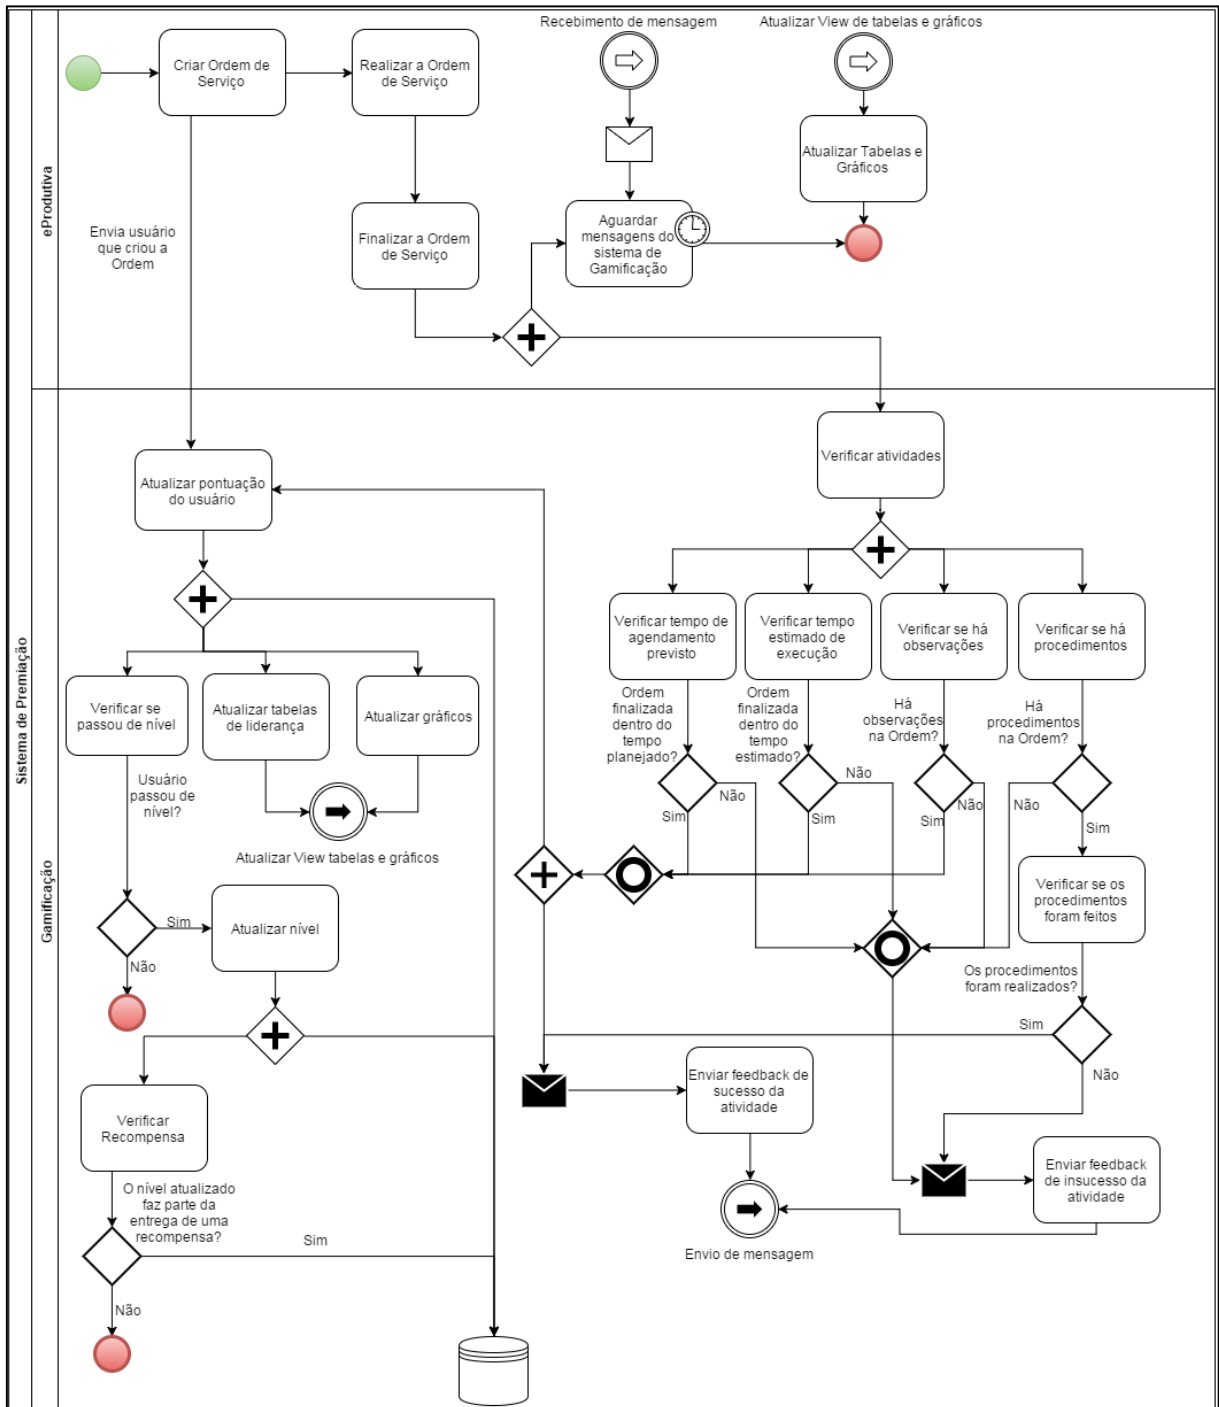 Sistema de Premiação
eProdutiva
Recebimento de mensagem
Atualizar View de tabelas e gráficos
Criar Ordem de
Serviço
Realizar a Ordem
de Serviço
Atualizar Tabelas e
Gráficos
Envia usuário
que criou a
Ordem
Finalizar a Ordem
de Serviço
Aguardar
mensagens do
sistema de
Gamificação
Gamificação
Verificar atividades
Atualizar pontuação
do usuário
Verificar tempo de
agendamento
previsto
Verificar tempo
estimado de
execução
Verificar se há
observações
Verificar se há
procedimentos
Verificar se
passou de nível
Atualizar tabelas
de liderança
Atualizar gráficos
Ordem
finalizada
dentro do
tempo
planejado?
Ordem
finalizada
dentro do
tempo
estimado?
Há
observações
na Ordem?
Há
procedimentos
na Ordem?
Usuário
passou de
nível?
Não
Não
Não
Não
Sim
Sim
Sim
Sim
Atualizar View tabelas e gráficos
Verificar se os
procedimentos
foram feitos
Sim
Atualizar nível
Não
Os procedimentos
foram realizados?
Sim
Não
Enviar feedback de
sucesso da
atividade
Verificar
Recompensa
Enviar feedback
de insucesso da
atividade
O nível atualizado
faz parte da
entrega de uma
recompensa?
Sim
Envio de mensagem
Não